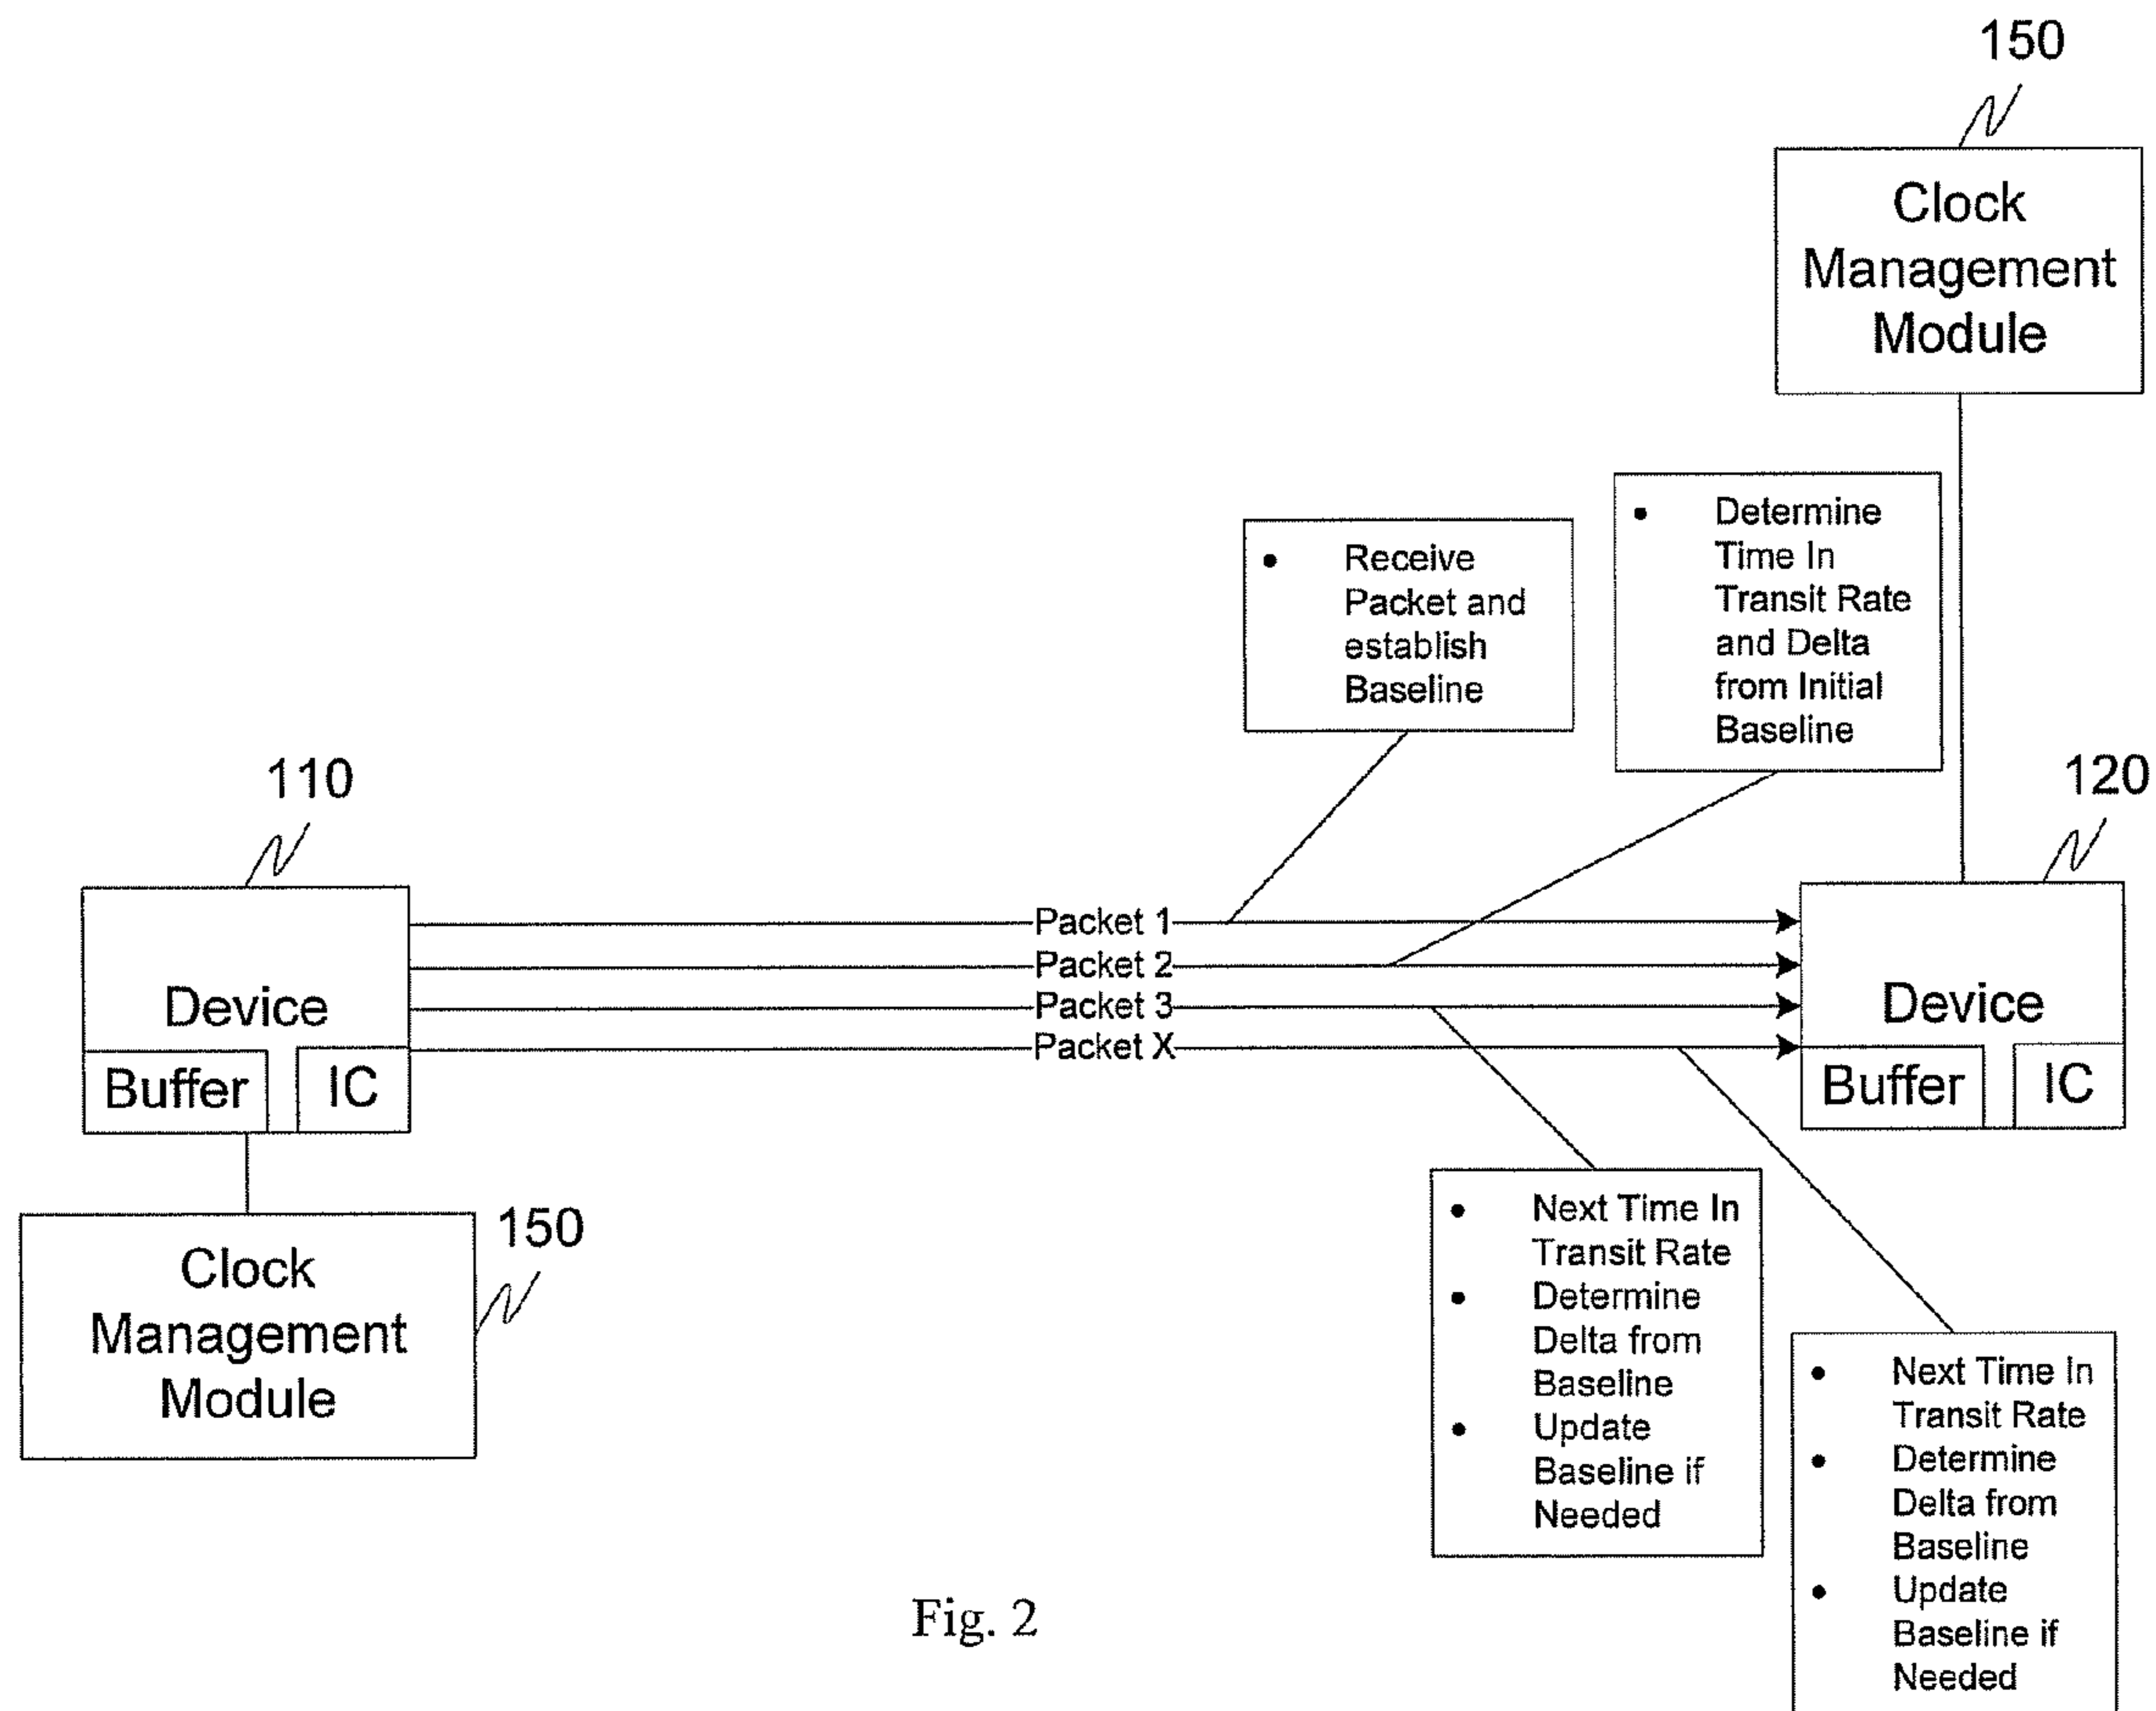 150
Clock
Management
Module
• Determine
Time In
Transit Rate
and Delta
from Initial
Baseline
• Receive
Packet and
establish
Baseline
110
120
Packet 1
Packet 2
Packet 3
Packet X
Device
Buffer
IC
Device
Buffer
IC
150
Clock
Management
Module
• Next Time In
Transit Rate
• Determine
Delta from
Baseline
• Update
Baseline if
Needed
• Next Time In
Transit Rate
• Determine
Delta from
Baseline
• Update
Baseline if
Needed
Fig. 2